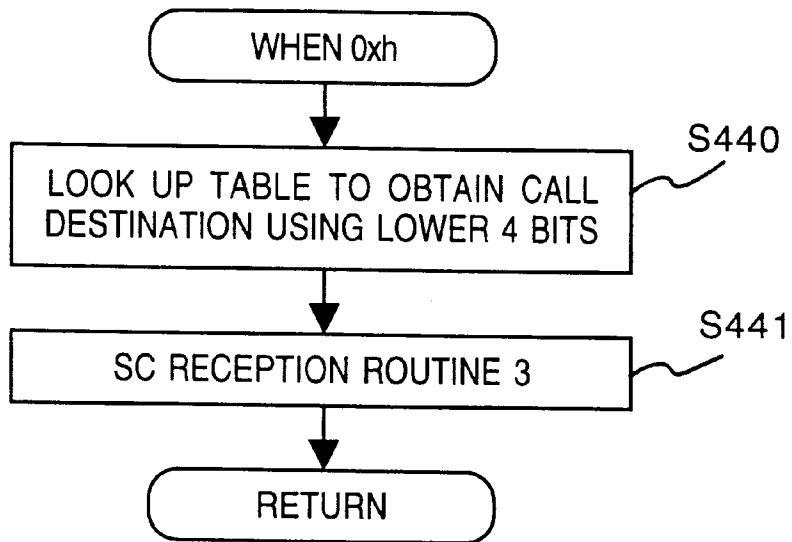 WHEN 0xh
S440
LOOK UP TABLE TO OBTAIN CALL
DESTINATION USING LOWER 4 BITS
S441
SC RECEPTION ROUTINE 3
RETURN